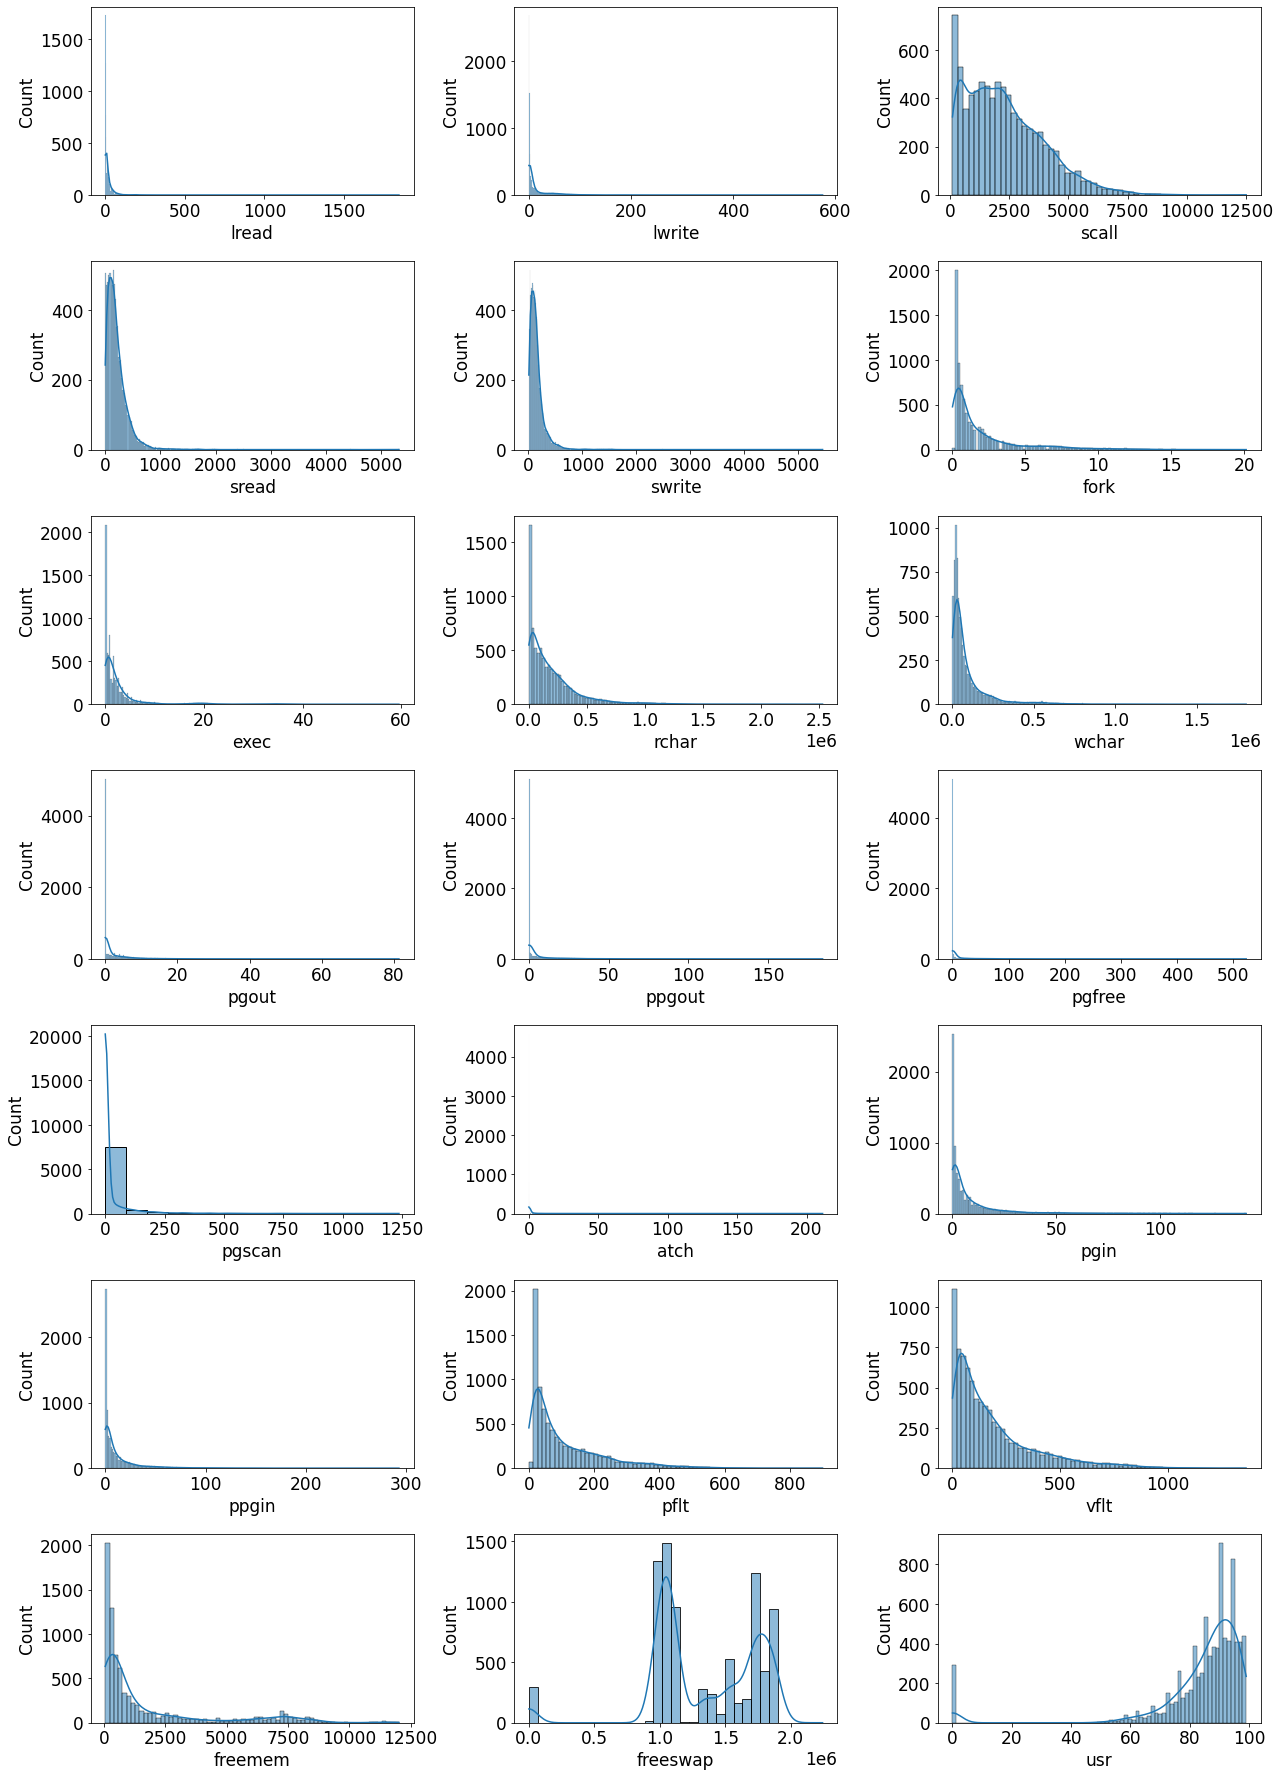 Count
1500
1000
500
0
0 500 1000 1500
lread
Count
2000
1000
0
0 200 400 600
lwrite
Count
600
400
200
0
0 2500 5000 7500 10000 12500
scall
Count
400
200
0
0 1000 2000 3000 4000 5000
sread
Count
400
200
0
0 1000 2000 3000 4000 5000
swrite
Count
2000
1500
1000
500
0
0 5 10 15 20
fork
Count
2000
1500
1000
500
0
0 20 40 60
exec
Count
1500
1000
500
0
0.0 0.5 1.0 1.5 2.0 2.5
1e6
rchar
Count
1000
750
500
250
0
0.0 0.5 1.0 1.5
1e6
wchar
Count
4000
2000
0
0 20 40 60 80
pgout
Count
4000
3000
2000
1000
0
0 50 100 150
ppgout
Count
4000
2000
0
0 100 200 300 400 500
pgfree
Count
20000
15000
10000
5000
0
0 250 500 750 1000 1250
pgscan
Count
4000
3000
2000
1000
0
0 50 100 150 200
atch
Count
2000
1000
0
0 50 100
pgin
Count
2000
1000
0
0 100 200 300
ppgin
Count
2000
1500
1000
500
0
0 200 400 600 800
pflt
Count
1000
750
500
250
0
0 500 1000
vflt
Count
2000
1500
1000
500
0
0 2500 5000 7500 10000 12500
freemem
Count
1500
1000
500
0
0.0 0.5 1.0 1.5 2.0
1e6
freeswap
Count
800
600
400
200
0
0 20 40 60 80 100
usr